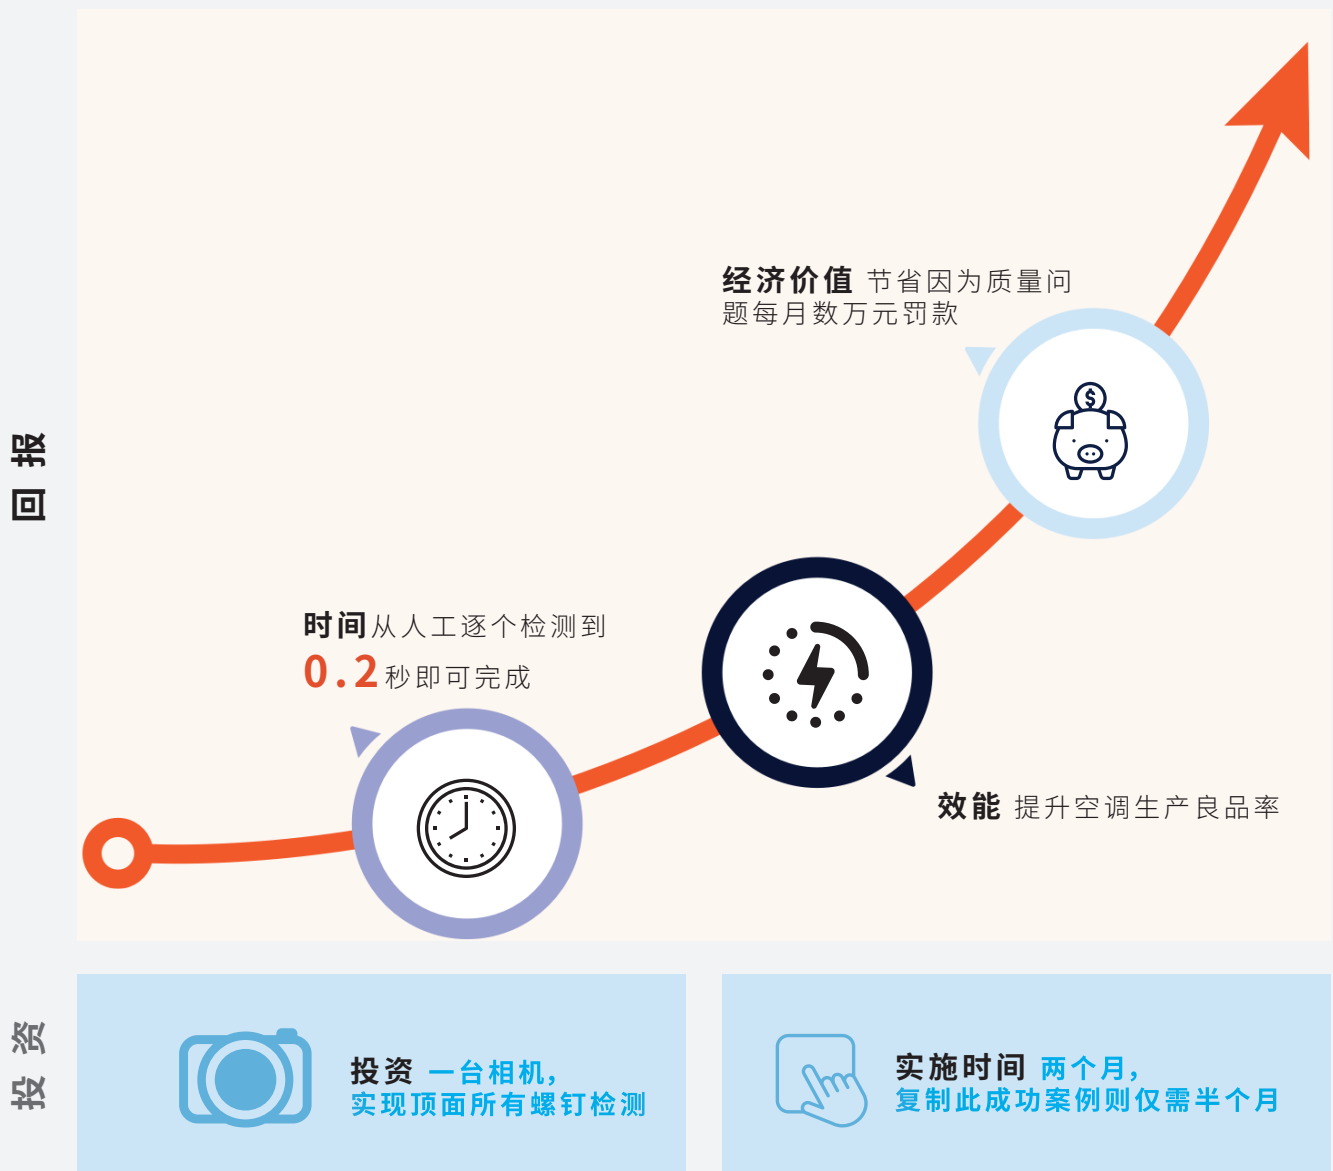 回报
经济价值 节省因为质量问
题每月数万元罚款
$
时间从人工逐个检测到
0.2秒即可完成
效能 提升空调生产良品率
投资
投资 一台相机，
实现顶面所有螺钉检测
实施时间 两个月，
复制此成功案例则仅需半个月